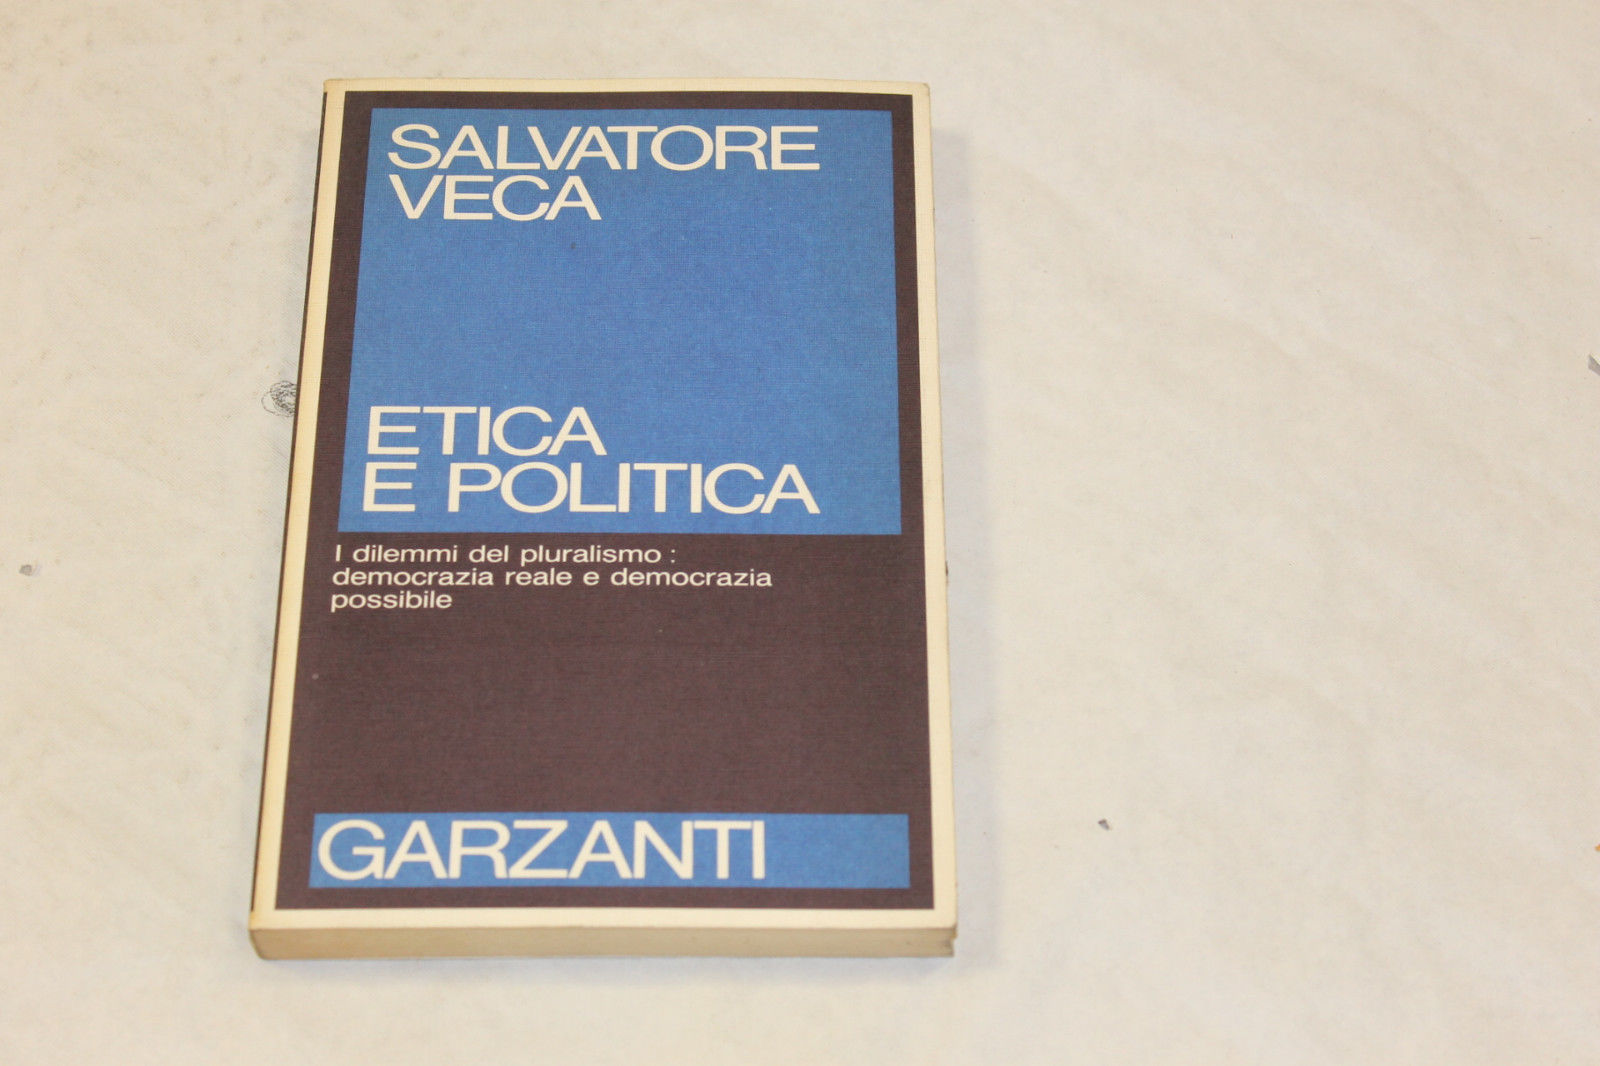 SALVATORE
VECA
ETICA
E POLITICA
I dilemmi del pluralismo :
democrazia reale e democrazia
possibile
GARZANTI